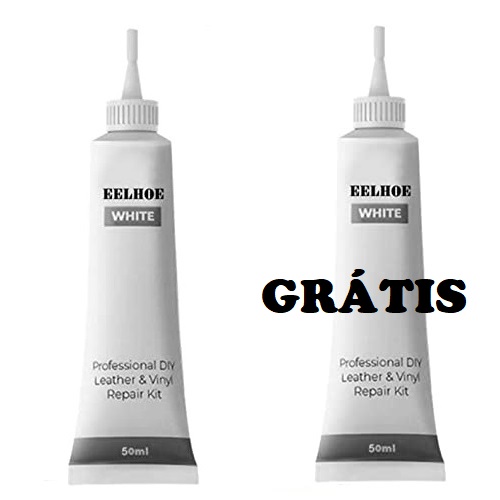 EELHOE
WHITE
Professional DIY
Leather & Vinyl
Repair Kit
50ml
EELHOE
WHITE
GRÁTIS
Professional DIY
Leather & Vinyl
Repair Kit
50ml